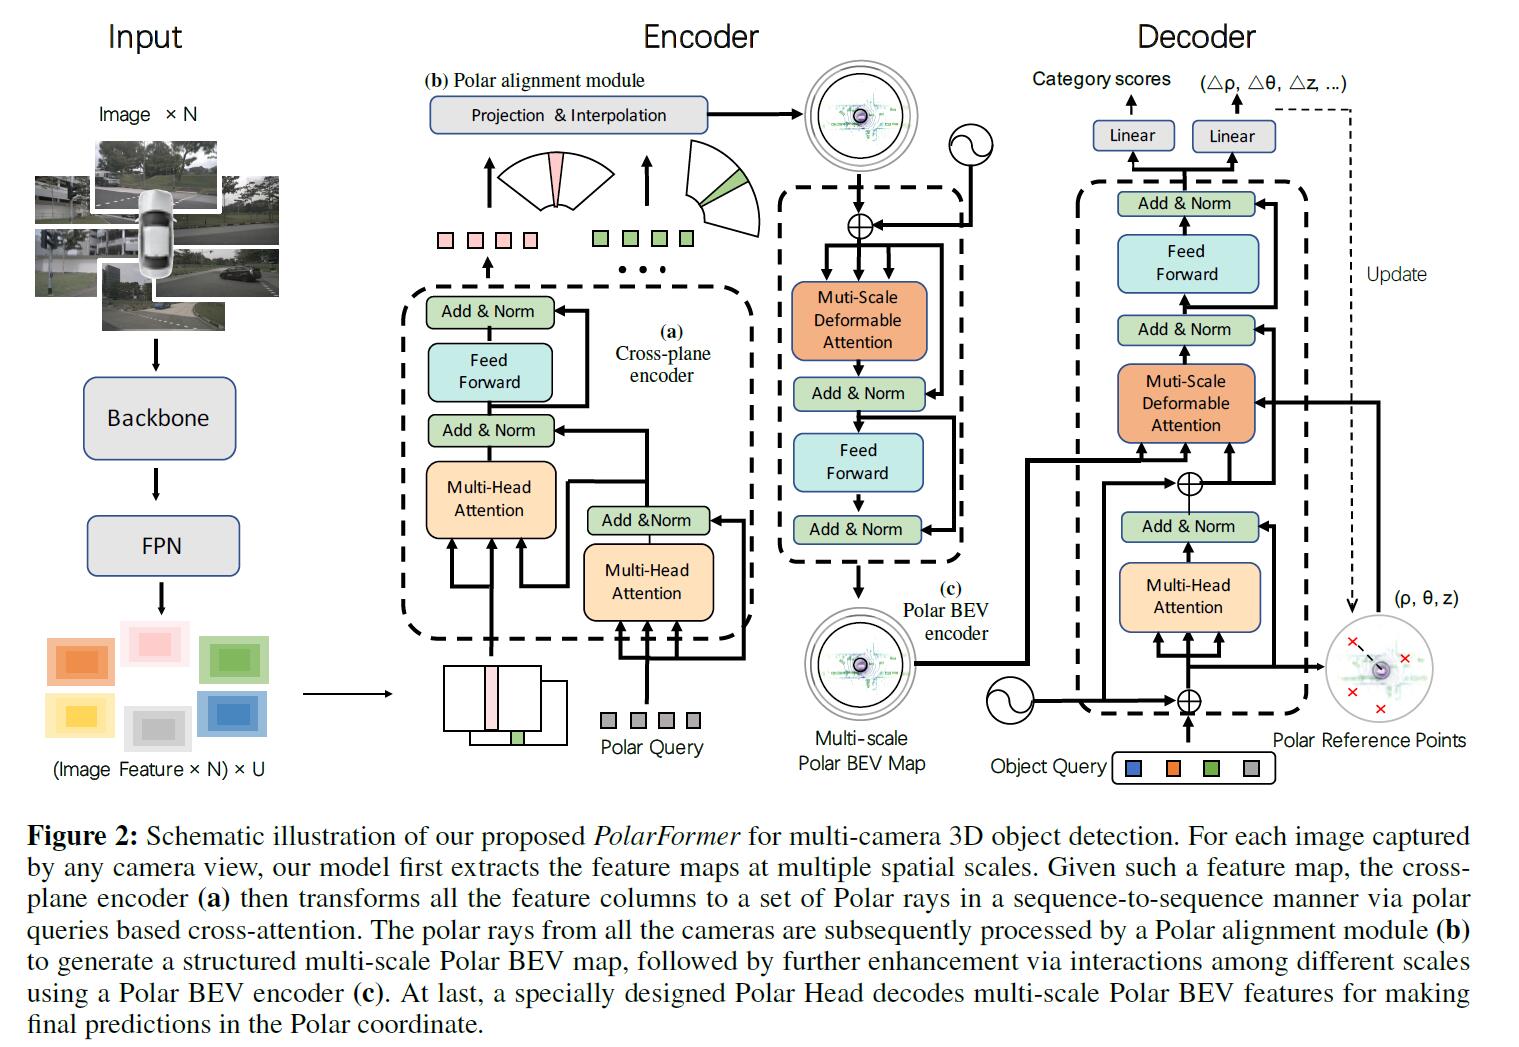 Input
Encoder
Decoder
Image × N
Backbone
FPN
(Image Feature × N) × U
(b) Polar alignment module
Projection & Interpolation
Add & Norm
Feed
Forward
Add & Norm
Multi-Head
Attention
(a)
Cross-plane
encoder
Add &Norm
Multi-Head
Attention
Polar Query
Muti-Scale
Deformable
Attention
Add & Norm
Feed
Forward
Add & Norm
(c)
Polar BEV
encoder
Multi-scale
Polar BEV Map
Category scores
(△ρ, △θ, △z, ...)
Linear
Linear
Add & Norm
Feed
Forward
Add & Norm
Muti-Scale
Deformable
Attention
Add & Norm
Multi-Head
Attention
Update
(ρ, θ, z)
Polar Reference Points
Object Query
Figure 2: Schematic illustration of our proposed PolarFormer for multi-camera 3D object detection. For each image captured
by any camera view, our model first extracts the feature maps at multiple spatial scales. Given such a feature map, the cross-
plane encoder (a) then transforms all the feature columns to a set of Polar rays in a sequence-to-sequence manner via polar
queries based cross-attention. The polar rays from all the cameras are subsequently processed by a Polar alignment module (b)
to generate a structured multi-scale Polar BEV map, followed by further enhancement via interactions among different scales
using a Polar BEV encoder (c). At last, a specially designed Polar Head decodes multi-scale Polar BEV features for making
final predictions in the Polar coordinate.